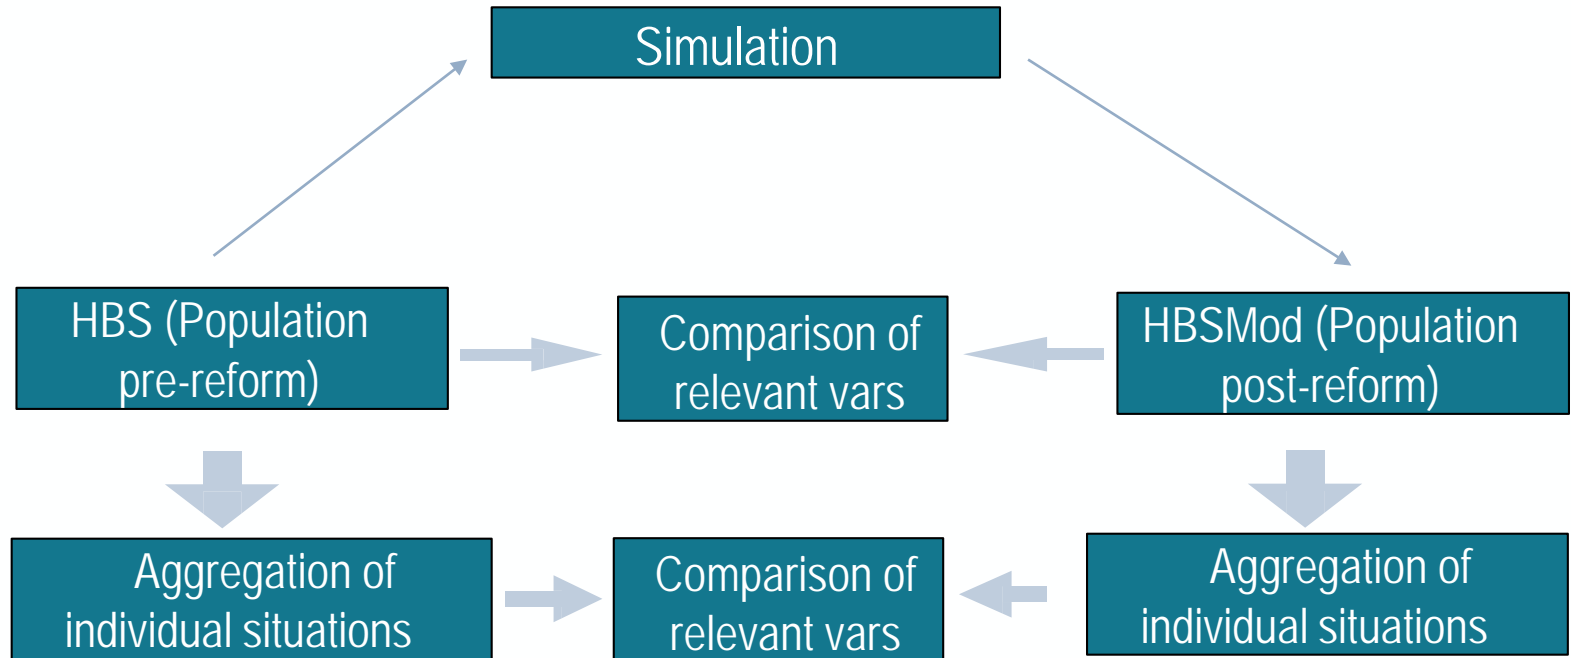 Simulation
HBS (Population
pre-reform)
Comparison of
relevant vars
HBSMod (Population
post-reform)
Aggregation of
individual situations
Comparison of
relevant vars
Aggregation of
individual situations